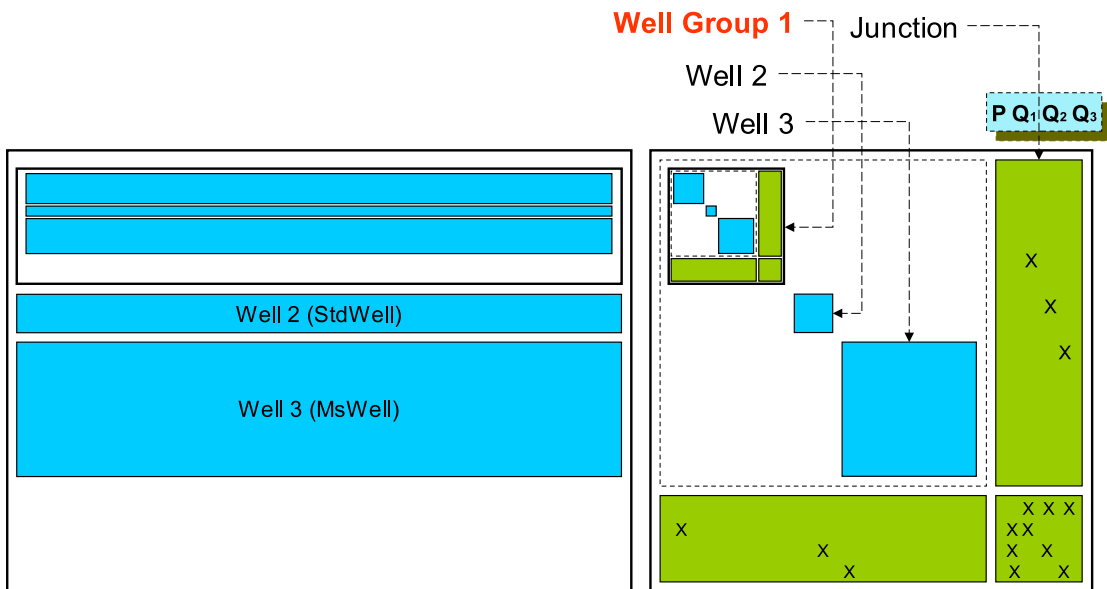 Well Group 1
Junction
Well 2
Well 3
P Q₁ Q₂ Q₃
Well 2 (StdWell)
Well 3 (MsWell)
X
X
X
X X X
X X
X X
X X
X
X
X